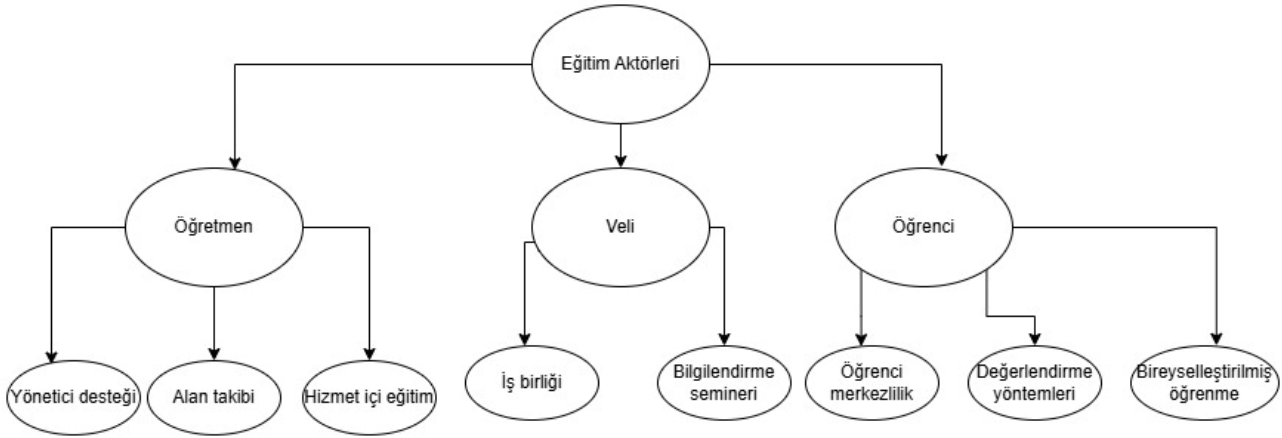 Eğitim Aktörleri
Öğretmen
Veli
Öğrenci
Yönetici desteği
Alan takibi
Hizmet içi eğitim
İş birliği
Bilgilendirme
semineri
Öğrenci
merkezlilik
Değerlendirme
yöntemleri
Bireyselleştirilmiş
öğrenme